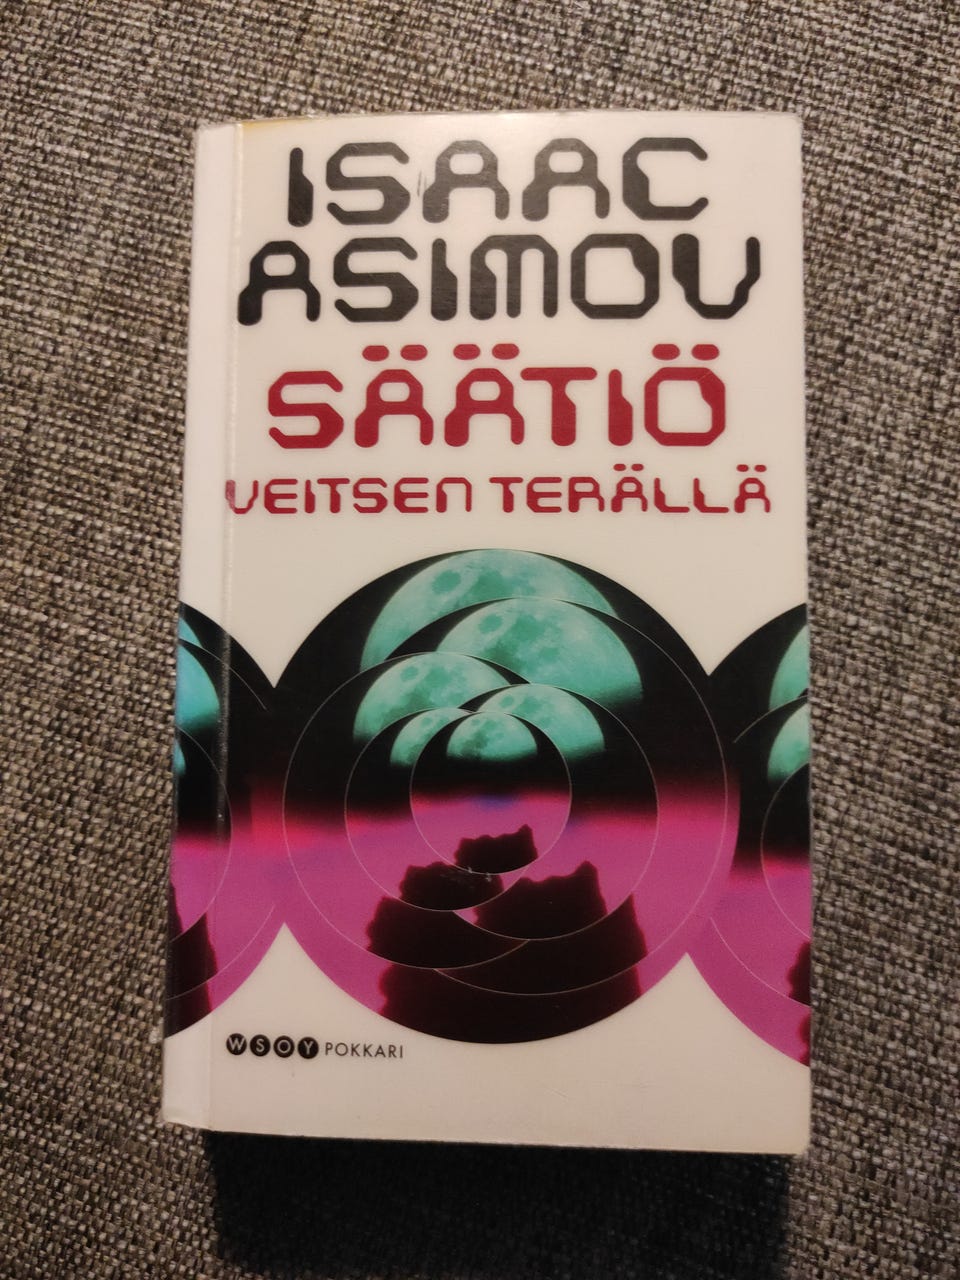 ISAAC
ASIMOV
SÄÄTIÖ
VEITSEN TERÄLLÄ
WSOY POKKARI